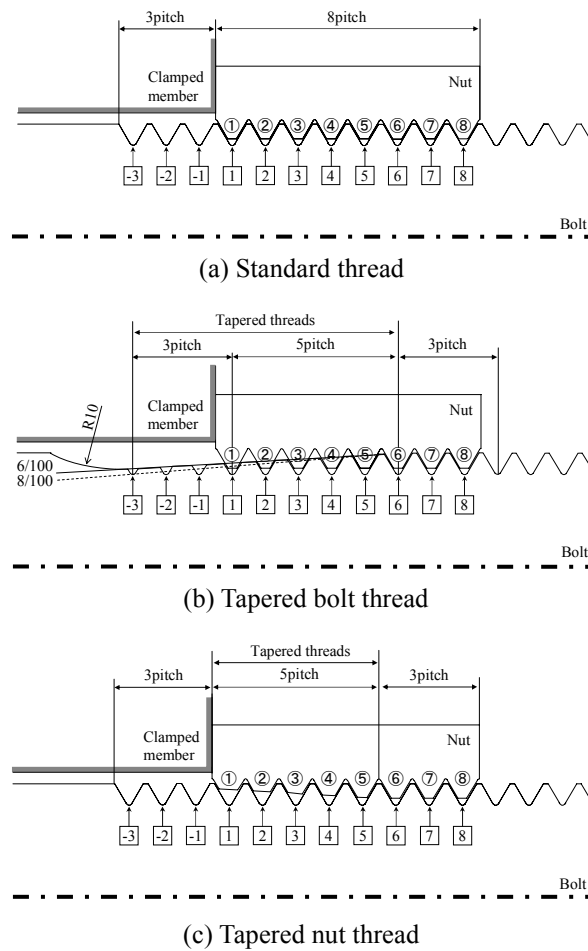 3pitch 8pitch
Clamped
member
Nut
① ② ③ ④ ⑤ ⑥ ⑦ ⑧
-3 -2 -1 1 2 3 4 5 6 7 8
Bolt
(a) Standard thread
Tapered threads
3pitch 5pitch 3pitch
R10
Clamped
member
Nut
6/100
8/100
① ② ③ ④ ⑤ ⑥ ⑦ ⑧
-3 -2 -1 1 2 3 4 5 6 7 8
Bolt
(b) Tapered bolt thread
Tapered threads
3pitch 5pitch 3pitch
Clamped
member
Nut
① ② ③ ④ ⑤ ⑥ ⑦ ⑧
-3 -2 -1 1 2 3 4 5 6 7 8
Bolt
(c) Tapered nut thread